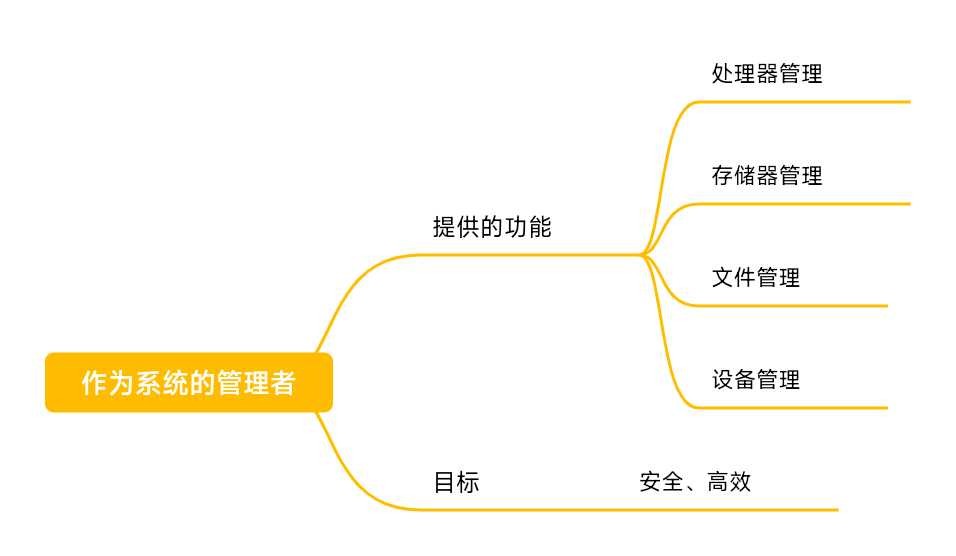 作为系统的管理者
提供的功能
处理器管理
存储器管理
文件管理
设备管理
目标
安全、高效